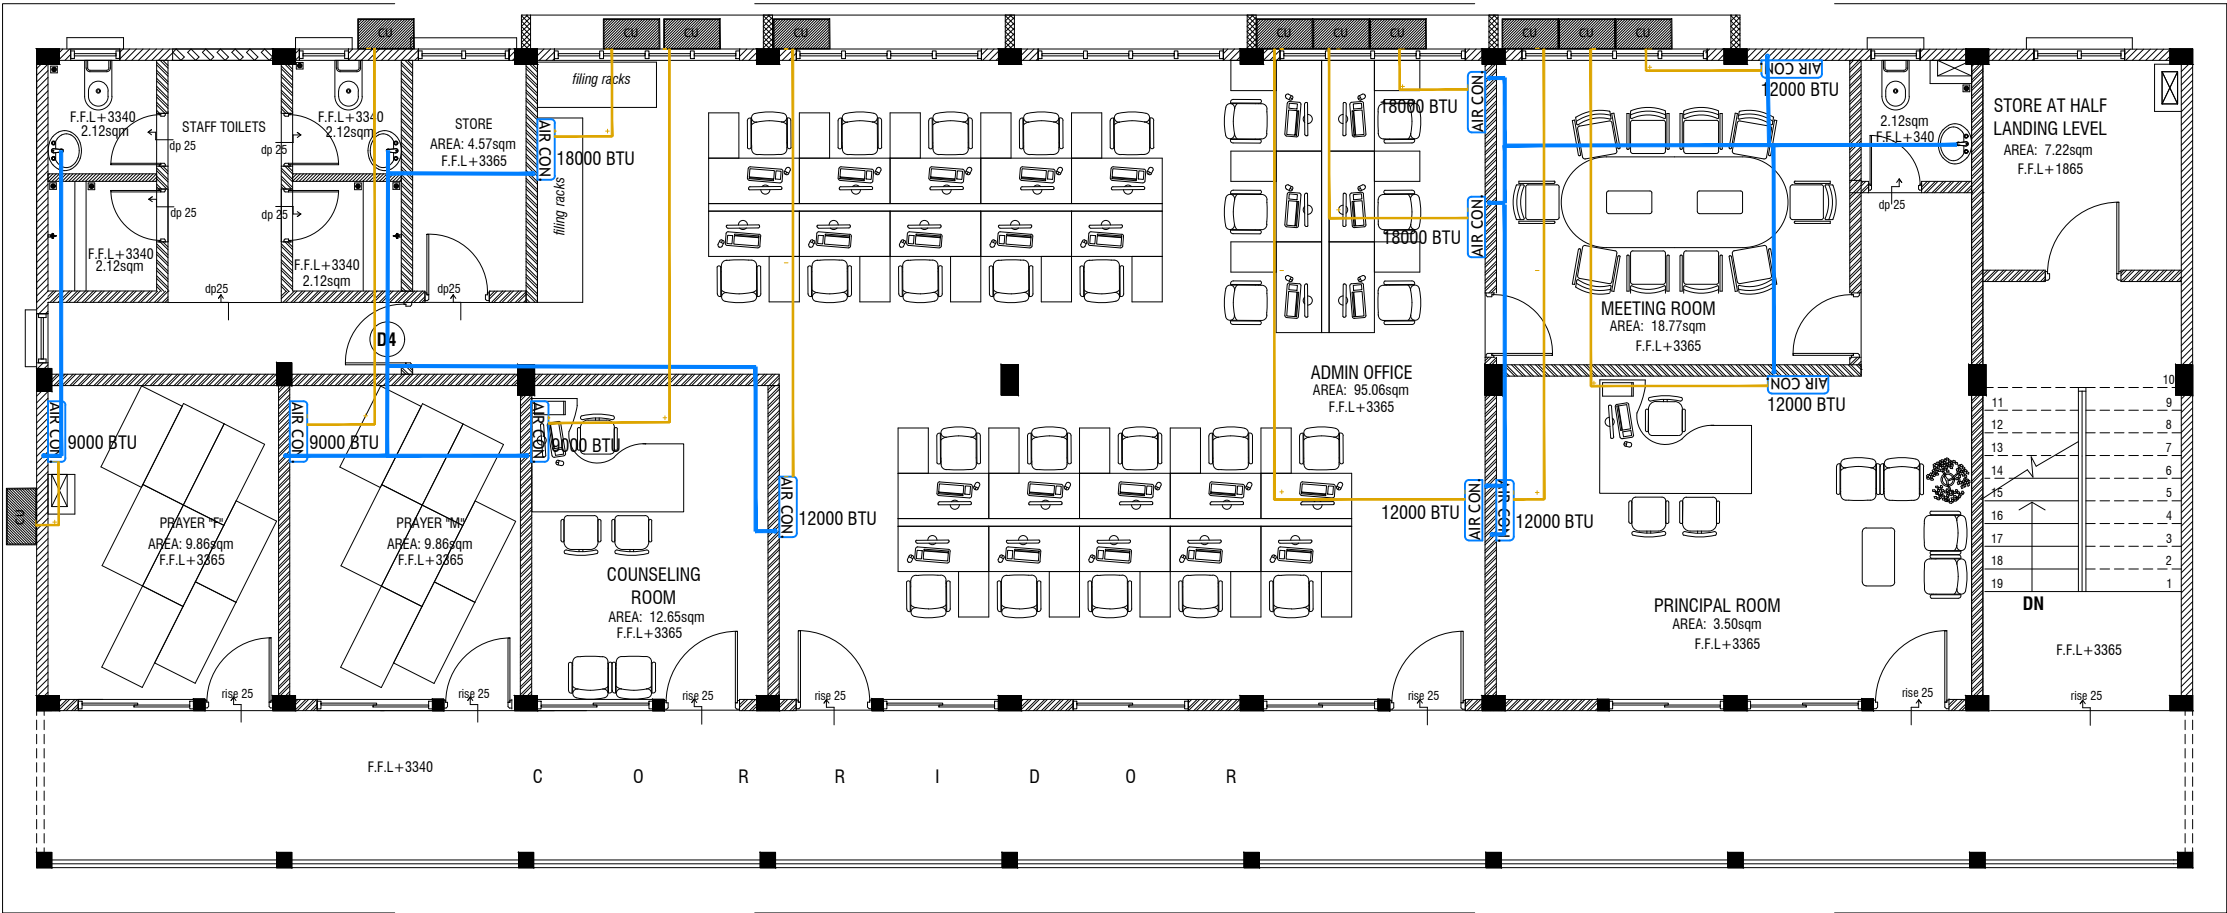 CU
CU
CU
CU
CU
CU
CU
CU
CU
CU
filing racks
AIR CON.
12000 BTU
F.F.L+3340
2.12sqm
STAFF TOILETS
F.F.L+3340
2.12sqm
STORE
AREA: 4.57sqm
F.F.L+3365
AIR CON.
18000 BTU
filing racks
18000 BTU
AIR CON.
2.12sqm
F.F.L+340
STORE AT HALF
LANDING LEVEL
AREA: 7.22sqm
F.F.L+1865
dp 25
dp 25
dp 25
dp 25
dp 25
18000 BTU
AIR CON.
F.F.L+3340
2.12sqm
F.F.L+3340
2.12sqm
dp25
dp25
D4
MEETING ROOM
AREA: 18.77sqm
F.F.L+3365
ADMIN OFFICE
AREA: 95.06sqm
F.F.L+3365
AIR CON.
12000 BTU
AIR CON.
9000 BTU
AIR CON.
9000 BTU
AIR CON.
9000 BTU
10
11
9
12
8
13
7
14
6
15
5
16
4
17
3
18
2
19
1
DN
AIR CON.
12000 BTU
12000 BTU
AIR CON.
AIR CON.
12000 BTU
CU
PRAYER "F"
AREA: 9.86sqm
F.F.L+3365
PRAYER "M"
AREA: 9.86sqm
F.F.L+3365
COUNSELING
ROOM
AREA: 12.65sqm
F.F.L+3365
PRINCIPAL ROOM
AREA: 3.50sqm
F.F.L+3365
F.F.L+3365
rise 25
rise 25
rise 25
rise 25
rise 25
rise 25
rise 25
F.F.L+3340
C O R R I D O R